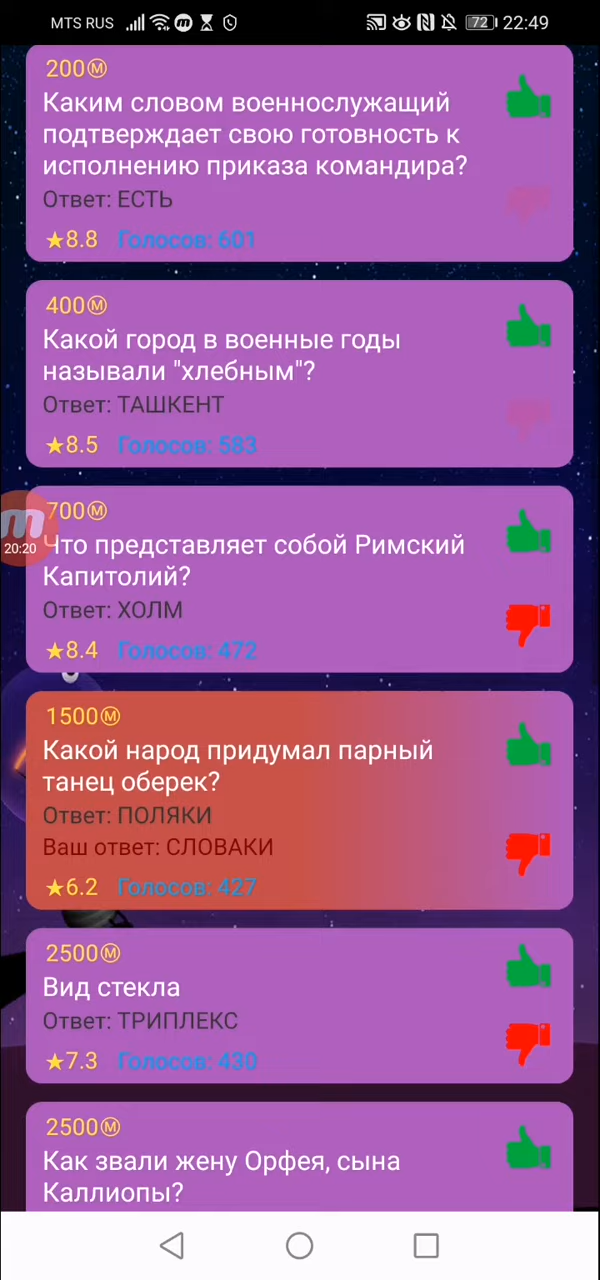 MTS RUS 72 22:49
200Ⓜ
Каким словом военнослужащий
подтверждает свою готовность к
исполнению приказа командира?
Ответ: ЕСТЬ
★8.8 Голосов: 601
400Ⓜ
Какой город в военные годы
называли "хлебным"?
Ответ: ТАШКЕНТ
★8.5 Голосов: 583
700Ⓜ
20:20
Что представляет собой Римский
Капитолий?
Ответ: ХОЛМ
★8.4 Голосов: 472
1500Ⓜ
Какой народ придумал парный
танец оберек?
Ответ: ПОЛЯКИ
Ваш ответ: СЛОВАКИ
★6.2 Голосов: 427
2500Ⓜ
Вид стекла
Ответ: ТРИПЛЕКС
★7.3 Голосов: 430
2500Ⓜ
Как звали жену Орфея, сына
Каллиопы?